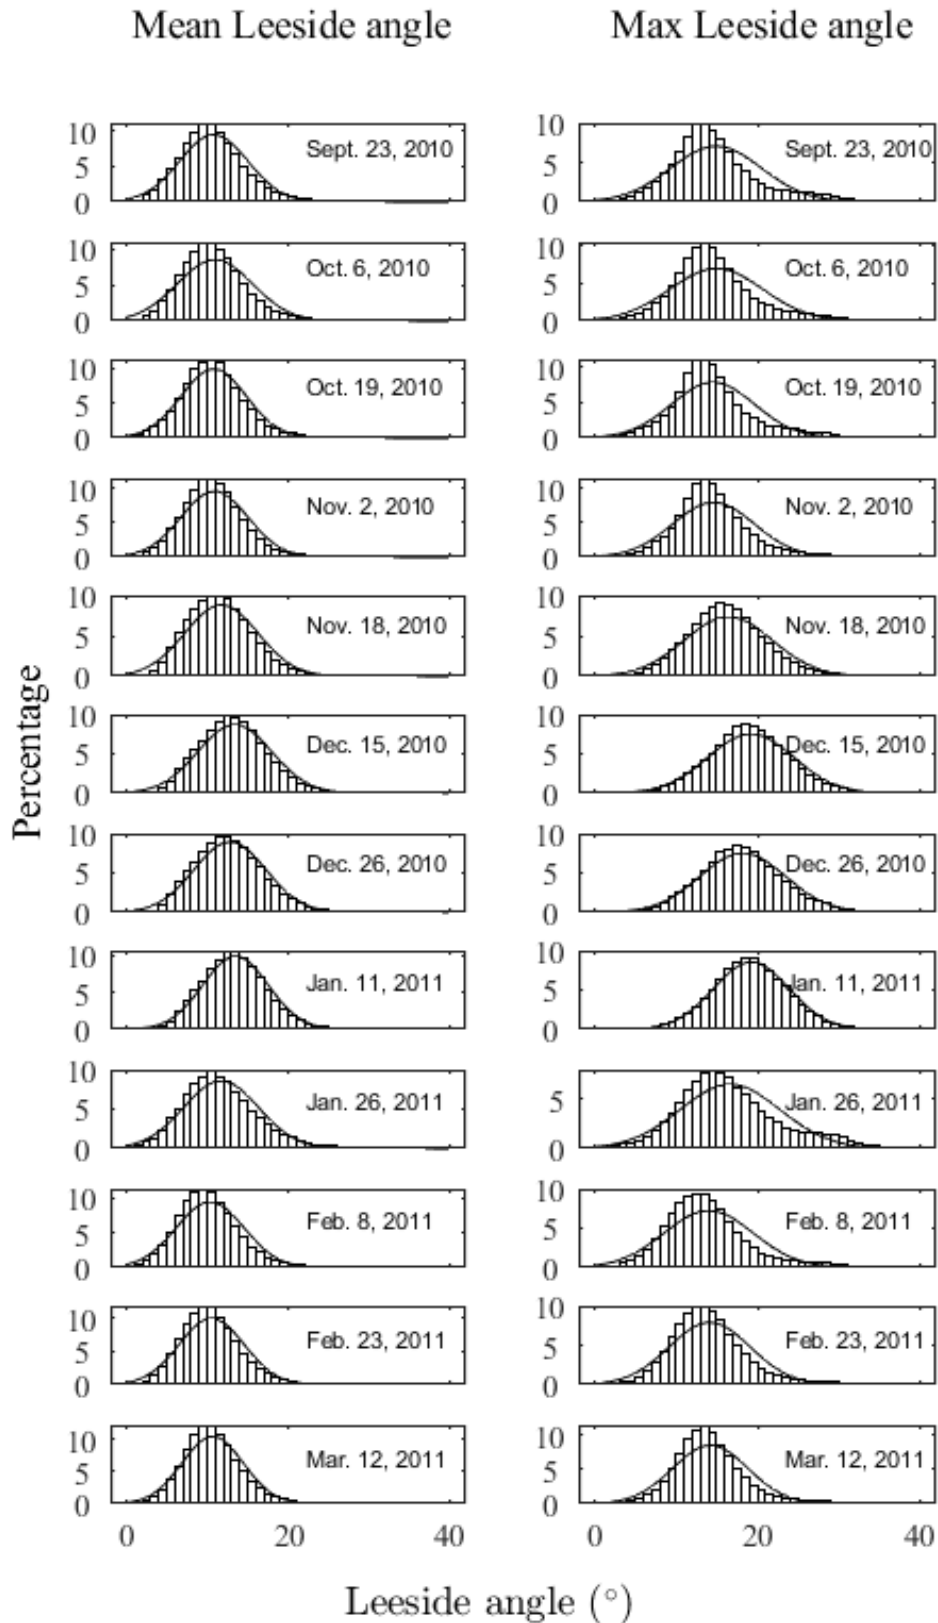 Mean Leeside angle Max Leeside angle
10 Sept. 23, 2010 10 Sept. 23, 2010
5 5
0 0
10 Oct. 6, 2010 10 Oct. 6, 2010
5 5
0 0
10 Oct. 19, 2010 10 Oct. 19, 2010
5 5
0 0
10 Nov. 2, 2010 10 Nov. 2, 2010
5 5
0 0
10 Nov. 18, 2010 10 Nov. 18, 2010
5 5
0 0
Percentage
10 Dec. 15, 2010 10 Dec. 15, 2010
5 5
0 0
10 Dec. 26, 2010 10 Dec. 26, 2010
5 5
0 0
10 Jan. 11, 2011 10 Jan. 11, 2011
5 5
0 0
10 Jan. 26, 2011 Jan. 26, 2011
5 5
0 0
10 Feb. 8, 2011 10 Feb. 8, 2011
5 5
0 0
10 Feb. 23, 2011 10 Feb. 23, 2011
5 5
0 0
10 Mar. 12, 2011 10 Mar. 12, 2011
5 5
0 0
0 20 40 0 20 40
Leeside angle (°)